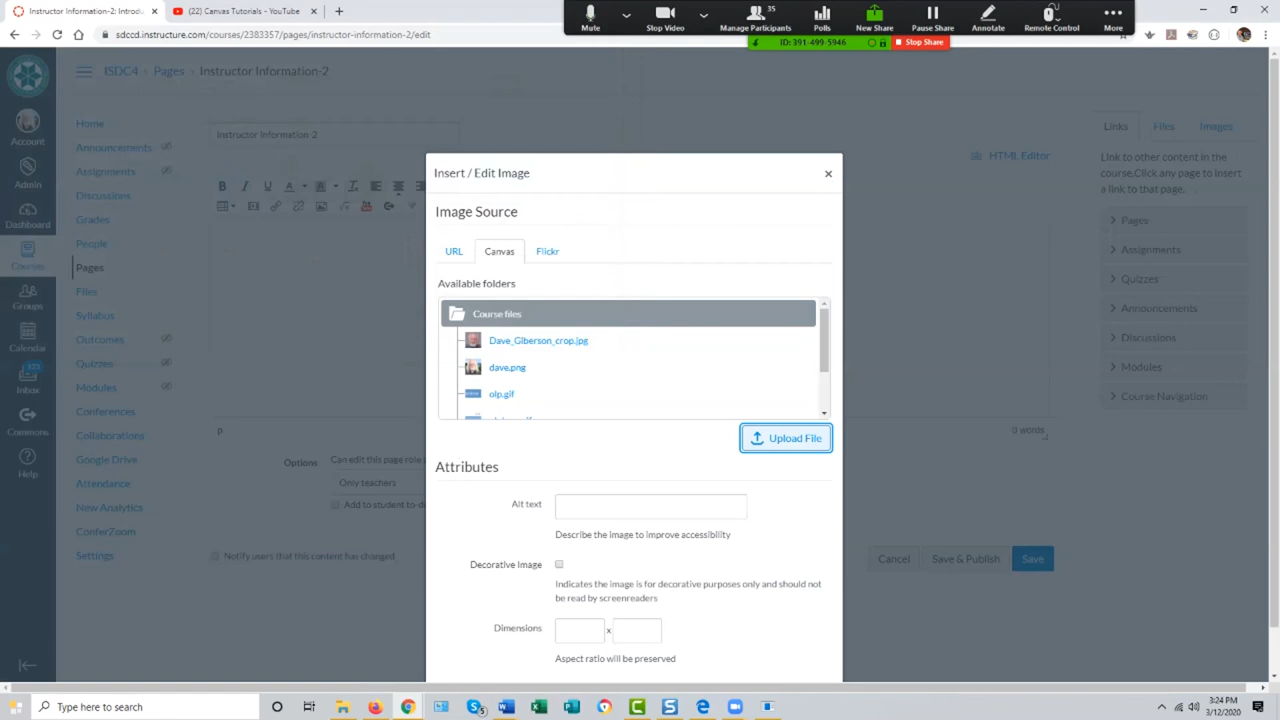 Instructor Information-2: Introdu
(22) Canvas Tutorials - YouTube
sdccd.instructure.com/courses/2383357/pages/instructor-information-2/edit
Mute
Stop Video
35
Manage Participants
Polls
New Share
Pause Share
Annotate
Remote Control
More
ID: 391-499-5946
Stop Share
ISDC4
Pages
Instructor Information-2
Account
Admin
Dashboard
Courses
Groups
Calendar
323
Inbox
Commons
Help
Home
Announcements
Assignments
Discussions
Grades
People
Pages
Files
Syllabus
Outcomes
Quizzes
Modules
Conferences
Collaborations
Google Drive
Attendance
New Analytics
ConferZoom
Settings
Instructor Information-2
HTML Editor
p
0 words
Options
Can edit this page role
Only teachers
Add to student to-d
Notify users that this content has changed
Cancel
Save & Publish
Save
Insert / Edit Image
Image Source
URL
Canvas
Flickr
Available folders
Course files
Dave_Giberson_crop.jpg
dave.png
olp.gif
Upload File
Attributes
Alt text
Describe the image to improve accessibility
Decorative Image
Indicates the image is for decorative purposes only and should not
be read by screenreaders
Dimensions
x
Aspect ratio will be preserved
Links
Files
Images
Link to other content in the
course.Click any page to insert
a link to that page.
Pages
Assignments
Quizzes
Announcements
Discussions
Modules
Course Navigation
Type here to search
3:24 PM
3/12/2020